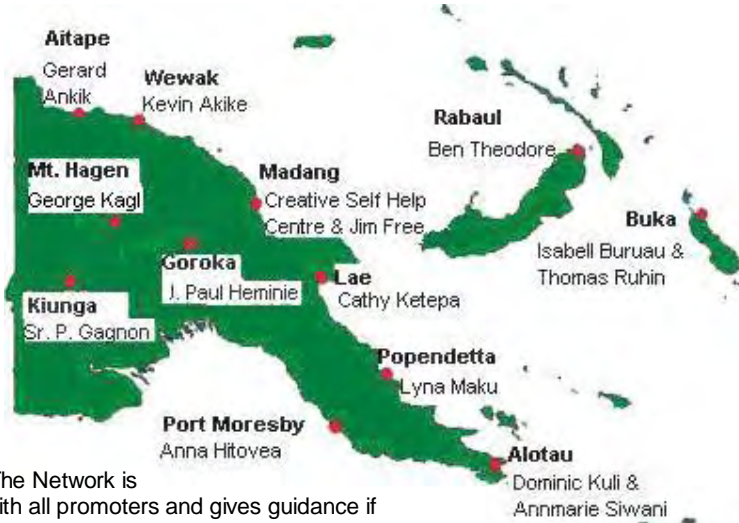 Aitape
Gerard
Ankik
Wewak
Kevin Akike
Rabaul
Ben Theodore
Mt. Hagen
George Kagl
Madang
Creative Self Help
Centre & Jim Free
Buka
Isabell Buruau &
Thomas Ruhin
Goroka
J. Paul Heminie
Lae
Cathy Ketepa
Kiunga
Sr. P. Gagnon
Popendetta
Lyna Maku
Port Moresby
Anna Hitovea
Alotau
Dominic Kuli &
Annmarie Siwani
The Network is
ith all promoters and gives guidance if